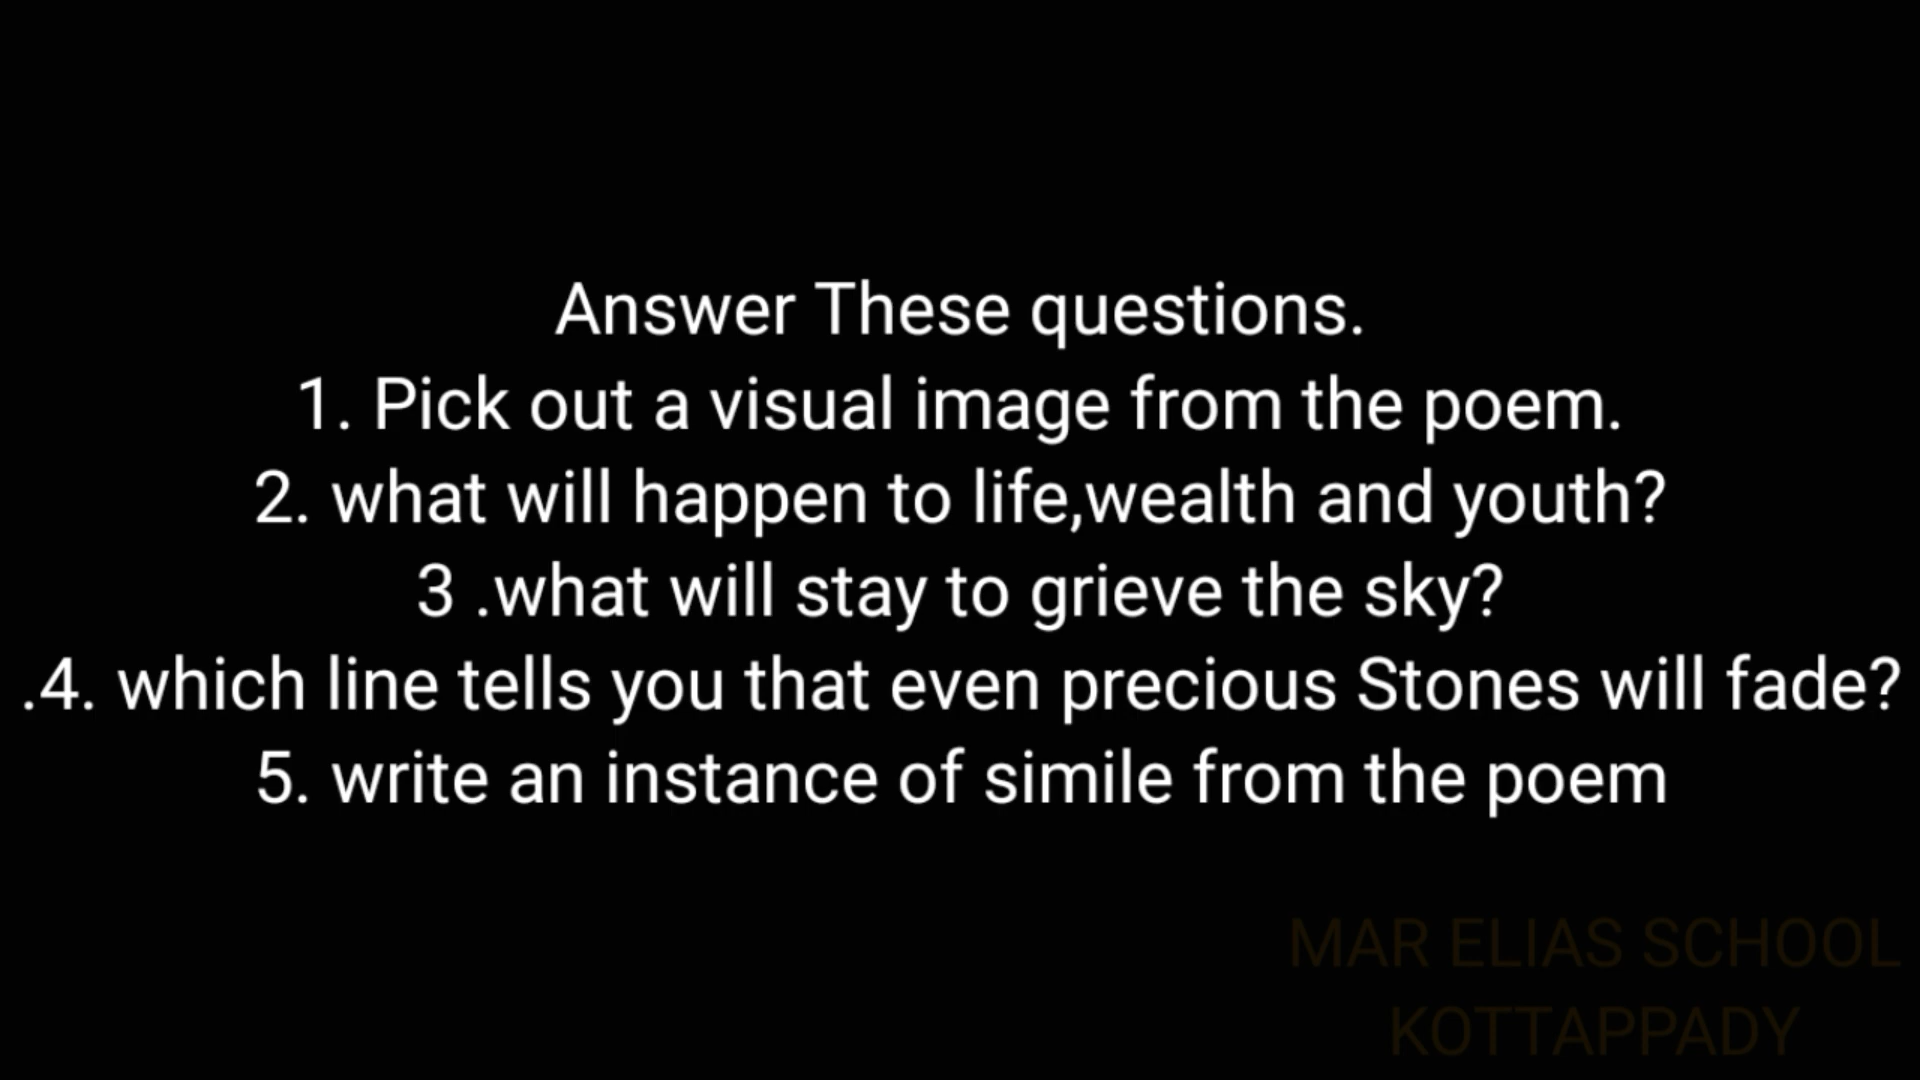 Answer These questions.
1. Pick out a visual image from the poem.
2. what will happen to life,wealth and youth?
3 .what will stay to grieve the sky?
.4. which line tells you that even precious Stones will fade?
5. write an instance of simile from the poem
MAR ELIAS SCHOOL
KOTTAPPADY